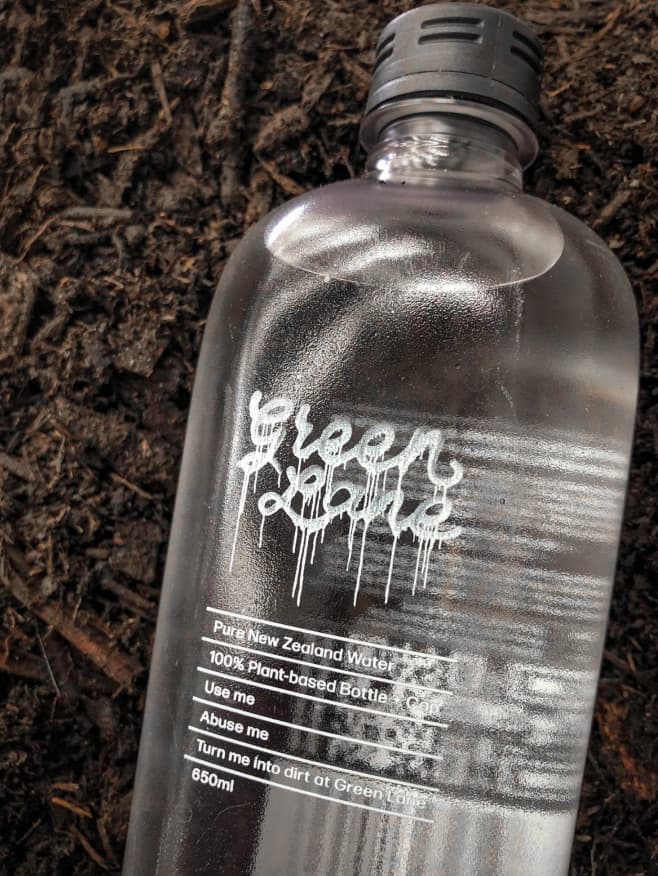 Green
Lane
Pure New Zealand Water
100% Plant-based Bottle + Cap
Use me
Abuse me
Turn me into dirt at Green Lane
650ml